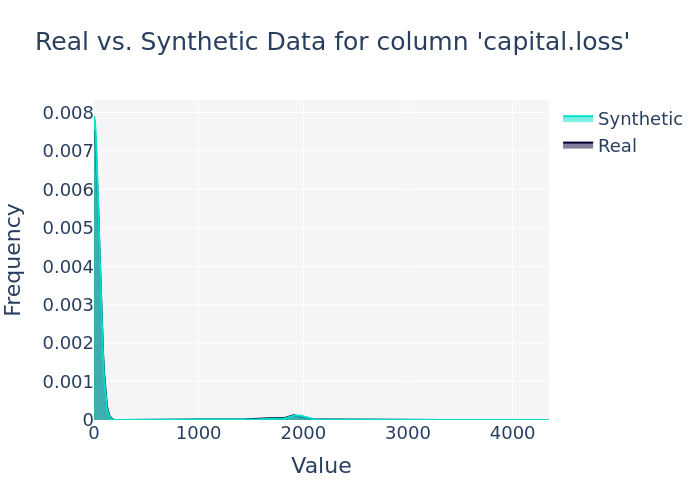 Real vs. Synthetic Data for column 'capital.loss'
Synthetic
Real
Frequency
0.008
0.007
0.006
0.005
0.004
0.003
0.002
0.001
0
0 1000 2000 3000 4000
Value